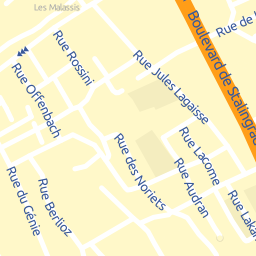 Les Malassis
Rue Rossini
Rue Offenbach
Rue Jules Lagaisse
Boulevard de Stalingrad
Rue de
Rue des Noriets
Rue Lacome
Rue Audran
Rue Berlioz
Rue du Génie
Rue